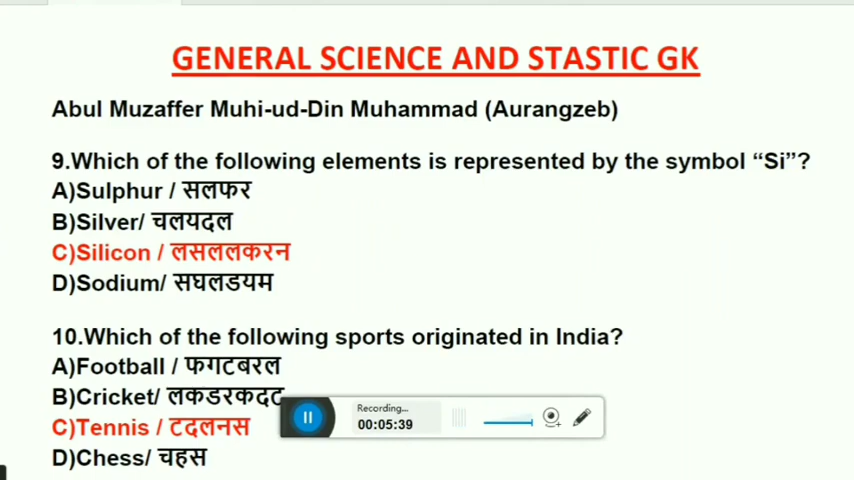 GENERAL SCIENCE AND STASTIC GK
Abul Muzaffer Muhi-ud-Din Muhammad (Aurangzeb)
9.Which of the following elements is represented by the symbol “Si”?
A)Sulphur / सलफर
B)Silver/ चलयदल
C)Silicon / लसललकरन
D)Sodium/ सघलडयम
10.Which of the following sports originated in India?
A)Football / फगटबरल
B)Cricket/ लकडरकदट
Recording...
00:05:39
C)Tennis / टदलनस
D)Chess/ चहस